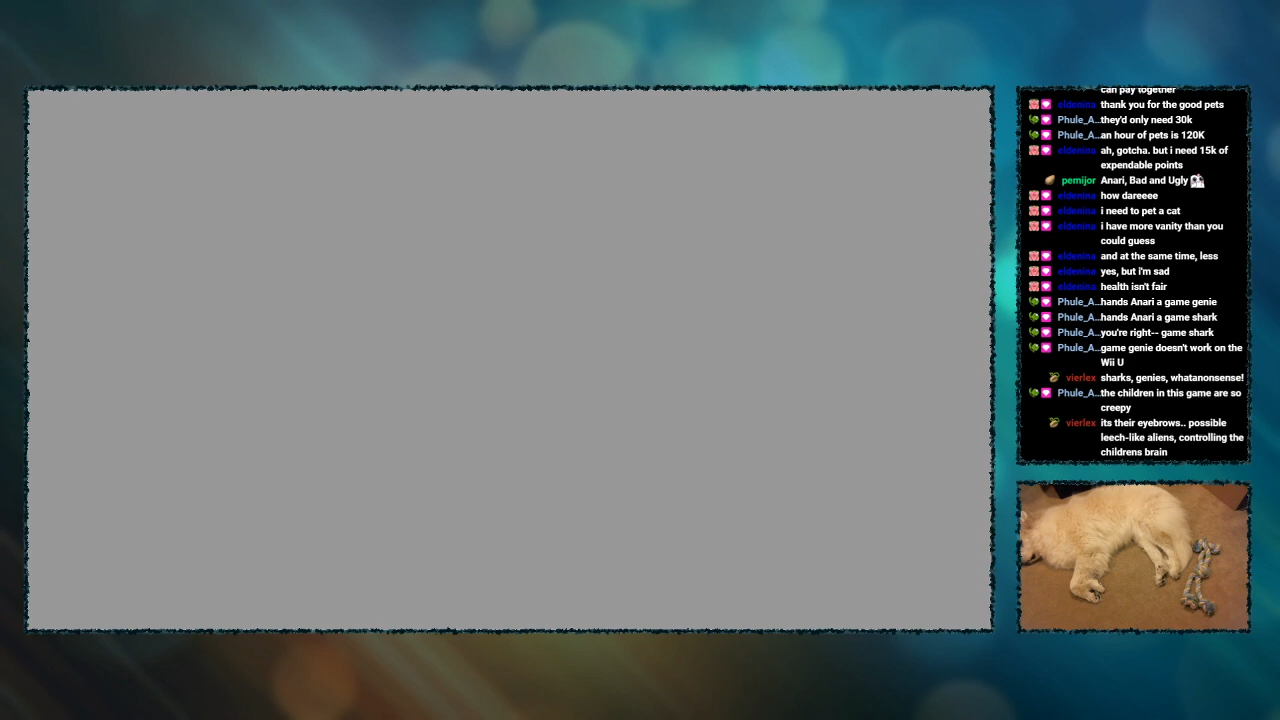 can pay together
eldenina thank you for the good pets
Phule_A... they'd only need 30k
Phule_A... an hour of pets is 120K
eldenina ah, gotcha. but i need 15k of
expendable points
pemijor Anari, Bad and Ugly
eldenina how dareeee
eldenina i need to pet a cat
eldenina i have more vanity than you
could guess
eldenina and at the same time, less
eldenina yes, but i'm sad
eldenina health isn't fair
Phule_A... hands Anari a game genie
Phule_A... hands Anari a game shark
Phule_A... you're right-- game shark
Phule_A... game genie doesn't work on the
Wii U
vierlex sharks, genies, whatanonsense!
Phule_A... the children in this game are so
creepy
vierlex its their eyebrows.. possible
leech-like aliens, controlling the
childrens brain